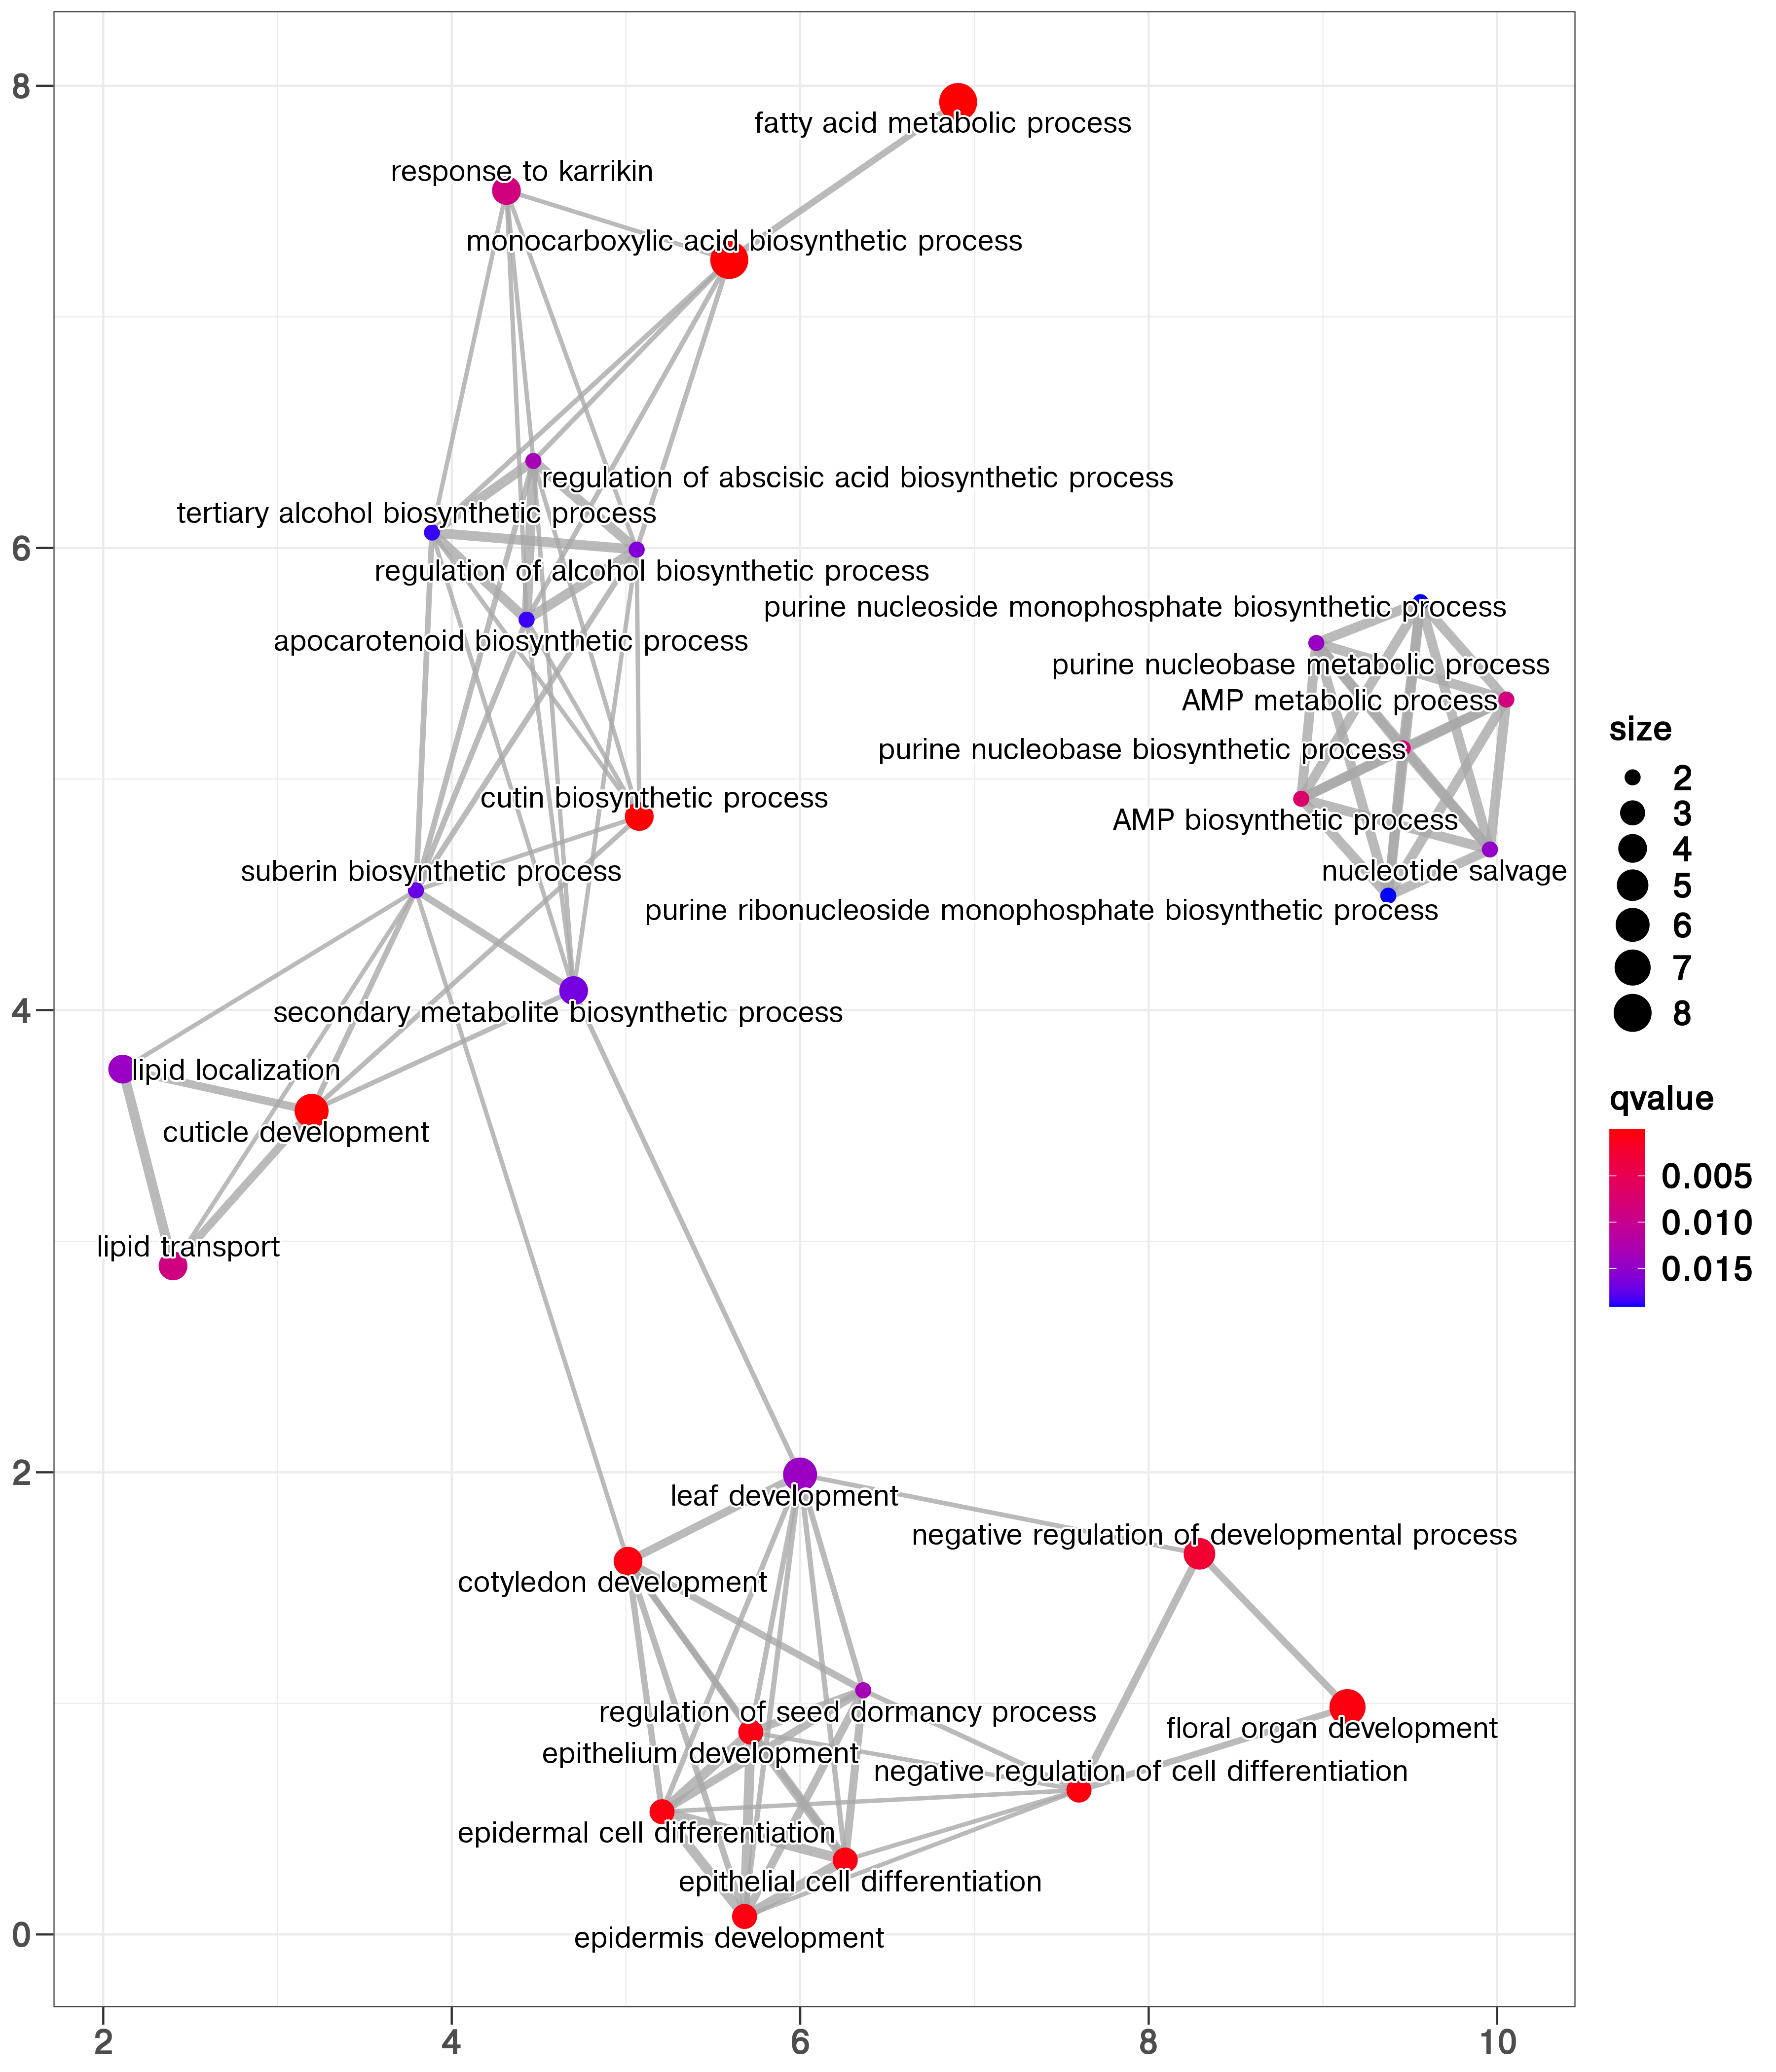 8
fatty acid metabolic process
response to karrikin
monocarboxylic acid biosynthetic process
regulation of abscisic acid biosynthetic process
tertiary alcohol biosynthetic process
6
regulation of alcohol biosynthetic process
purine nucleoside monophosphate biosynthetic process
apocarotenoid biosynthetic process
purine nucleobase metabolic process
AMP metabolic process
purine nucleobase biosynthetic process
cutin biosynthetic process
AMP biosynthetic process
suberin biosynthetic process
nucleotide salvage
purine ribonucleoside monophosphate biosynthetic process
4
secondary metabolite biosynthetic process
lipid localization
cuticle development
lipid transport
2
leaf development
negative regulation of developmental process
cotyledon development
regulation of seed dormancy process
floral organ development
epithelium development
negative regulation of cell differentiation
epidermal cell differentiation
epithelial cell differentiation
0
epidermis development
2 4 6 8 10
size
2
3
4
5
6
7
8
qvalue
0.005
0.010
0.015